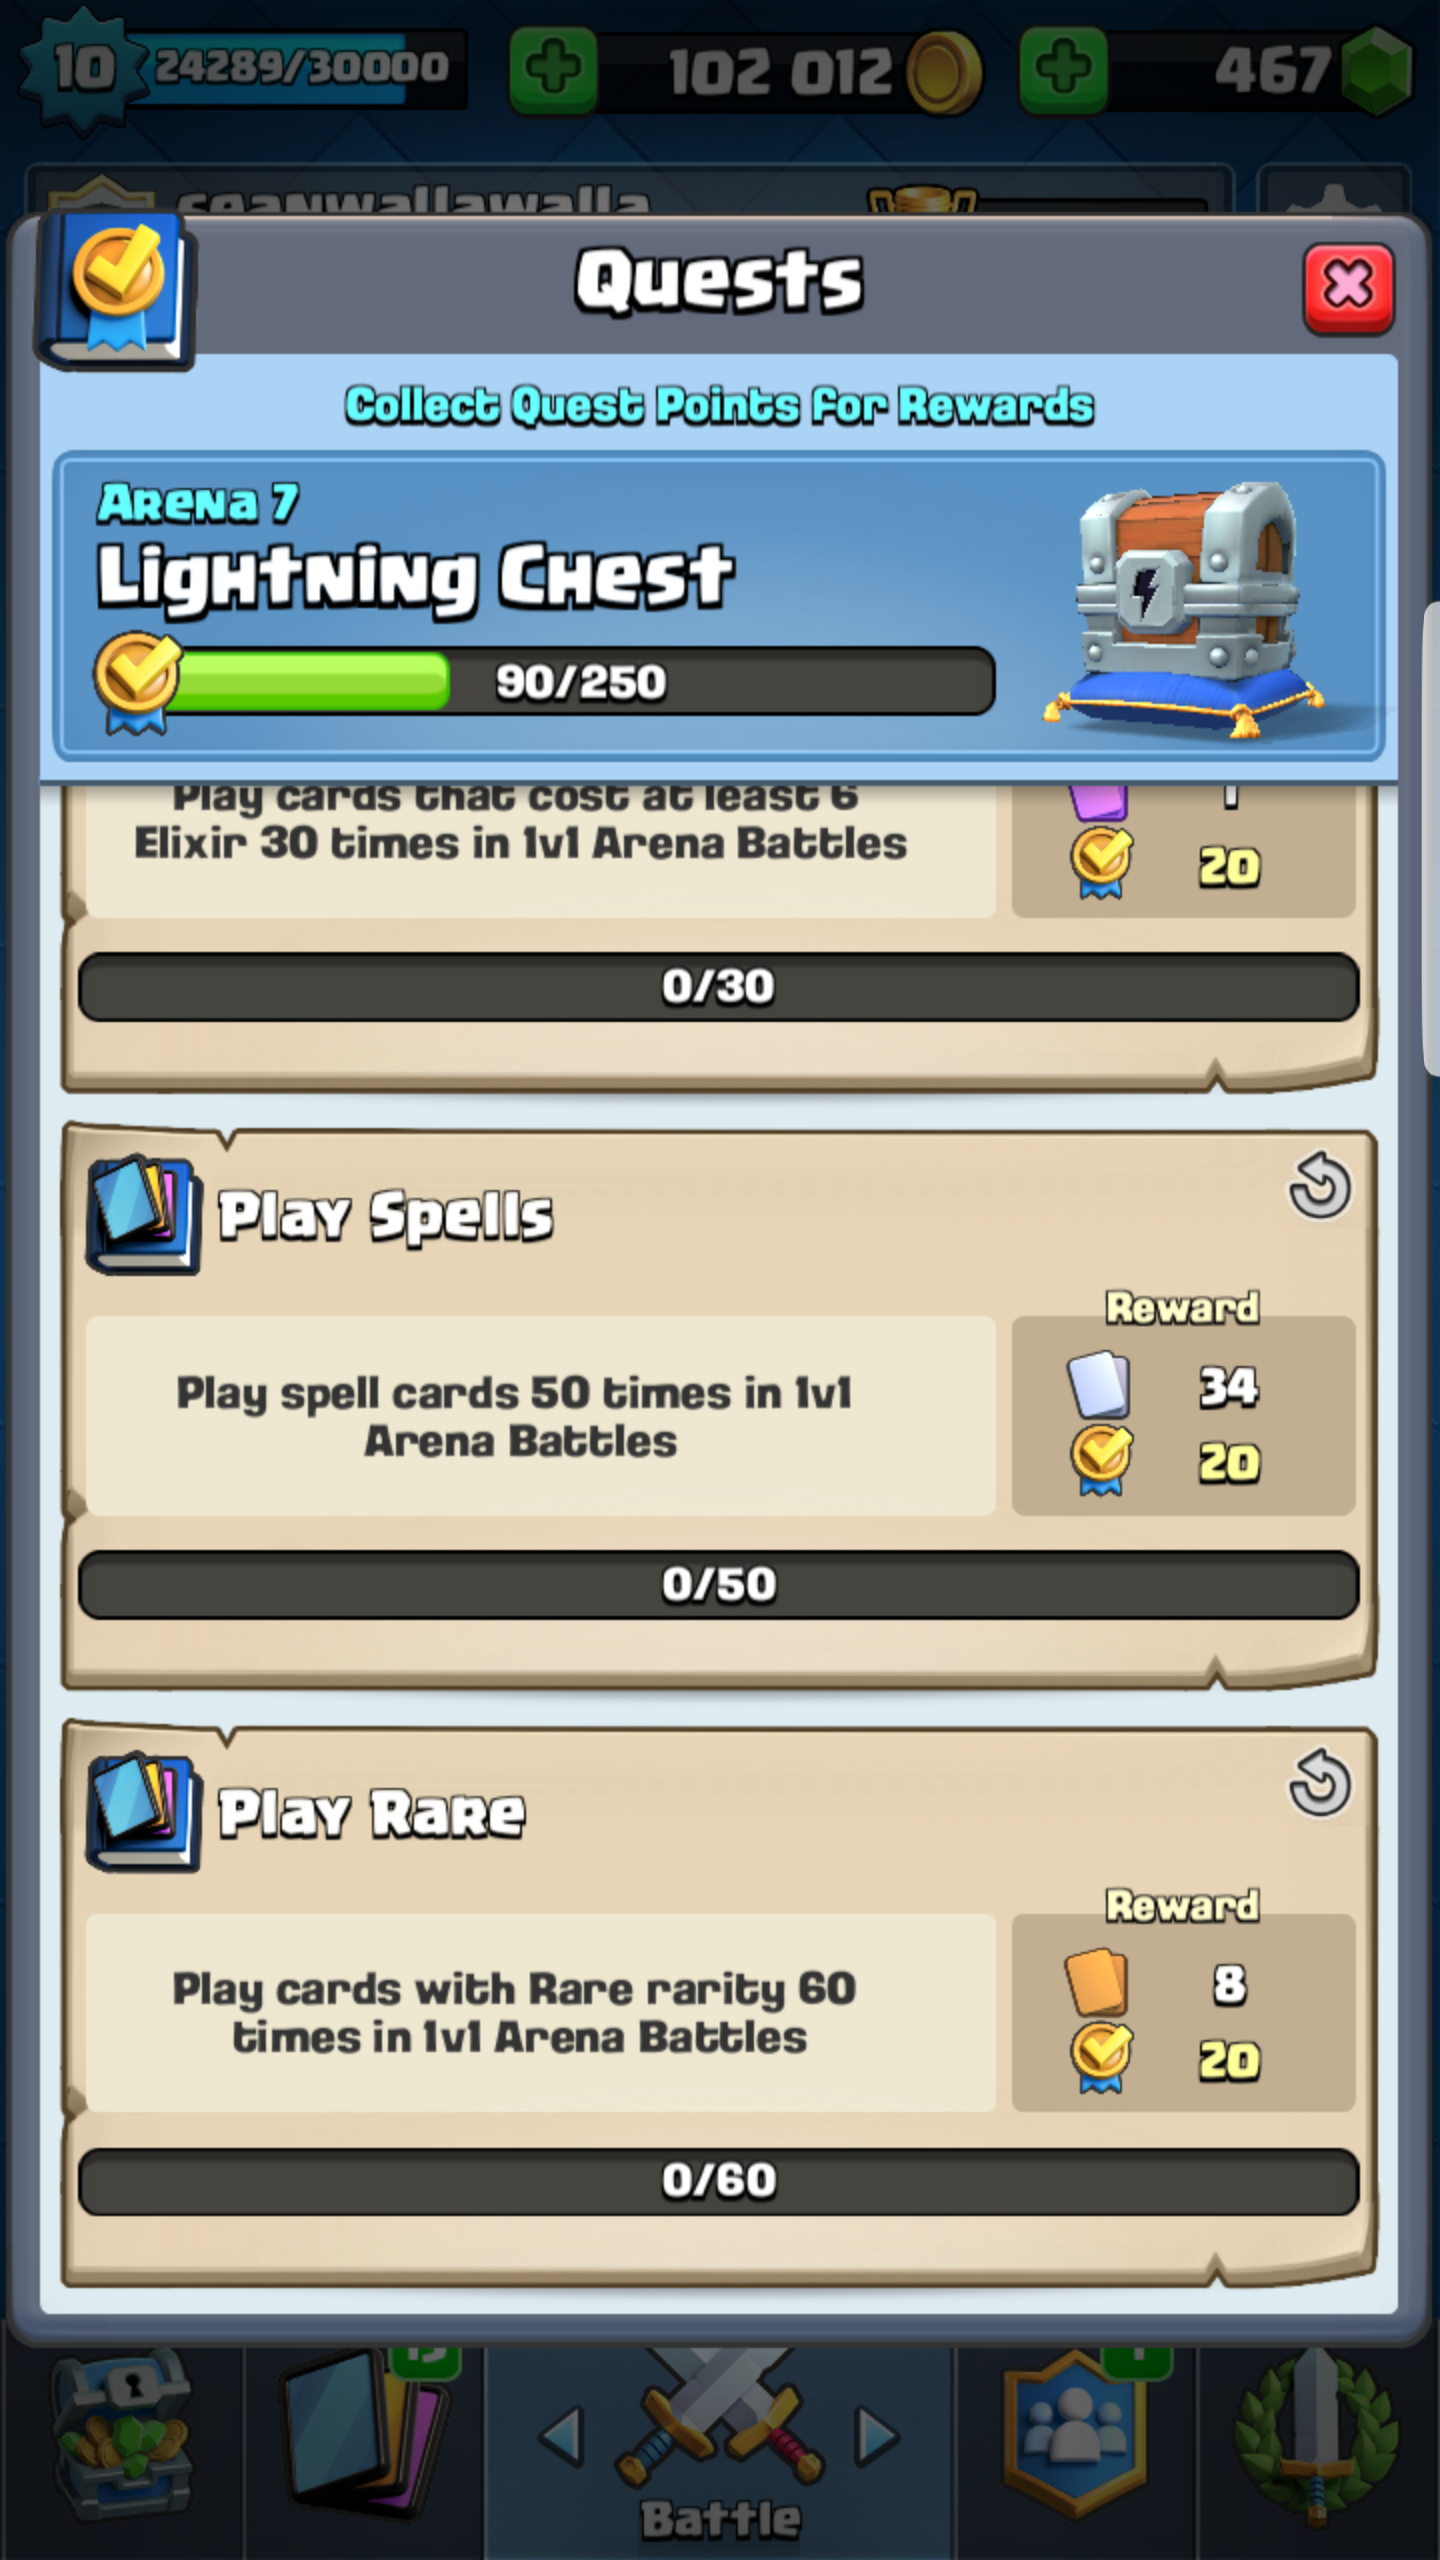 10 24289/30000 102 012 467
seanwallawalla
Quests
Collect Quest Points for Rewards
Arena 7
Lightning Chest
90/250
Play cards that cost at least 6
Elixir 30 times in 1v1 Arena Battles
1
20
0/30
Play Spells
Reward
Play spell cards 50 times in 1v1
Arena Battles
34
20
0/50
Play Rare
Reward
Play cards with Rare rarity 60
times in 1v1 Arena Battles
8
20
0/60
Battle